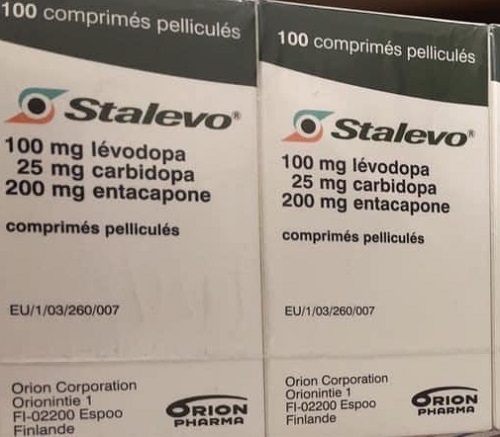 100 comprimés pelliculés
Stalevo®
100 mg lévodopa
25 mg carbidopa
200 mg entacapone
comprimés pelliculés
EU/1/03/260/007
Orion Corporation
Orionintie 1
FI-02200 Espoo
Finlande
ORION
PHARMA
100 comprimés pelliculés
Stalevo®
100 mg lévodopa
25 mg carbidopa
200 mg entacapone
comprimés pelliculés
EU/1/03/260/007
Orion Corporation
Orionintie 1
FI-02200 Espoo
Finlande
ORION
PHARMA